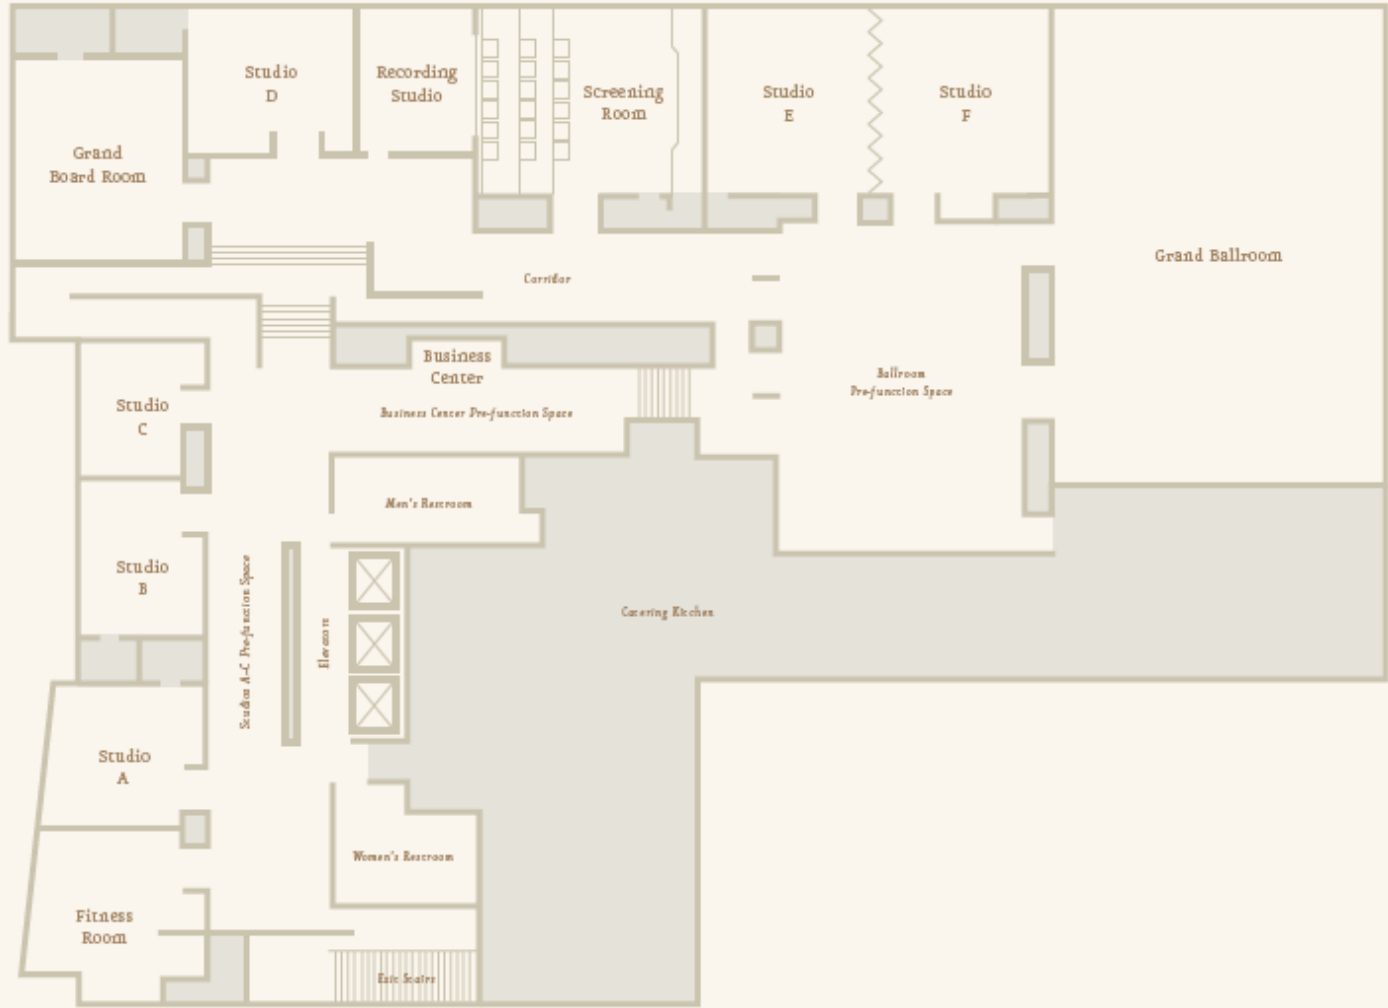 Studio
D
Recording
Studio
Screening
Room
Studio
E
Studio
F
Grand
Board Room
Grand Ballroom
Corridor
Business
Center
Ballroom
Pre-function Space
Studio
C
Business Center Pre-function Space
Men's Restroom
Studio
B
Studios A-C Pre-function Space
Elevators
Catering Kitchen
Studio
A
Women's Restroom
Fitness
Room
Exit Stairs